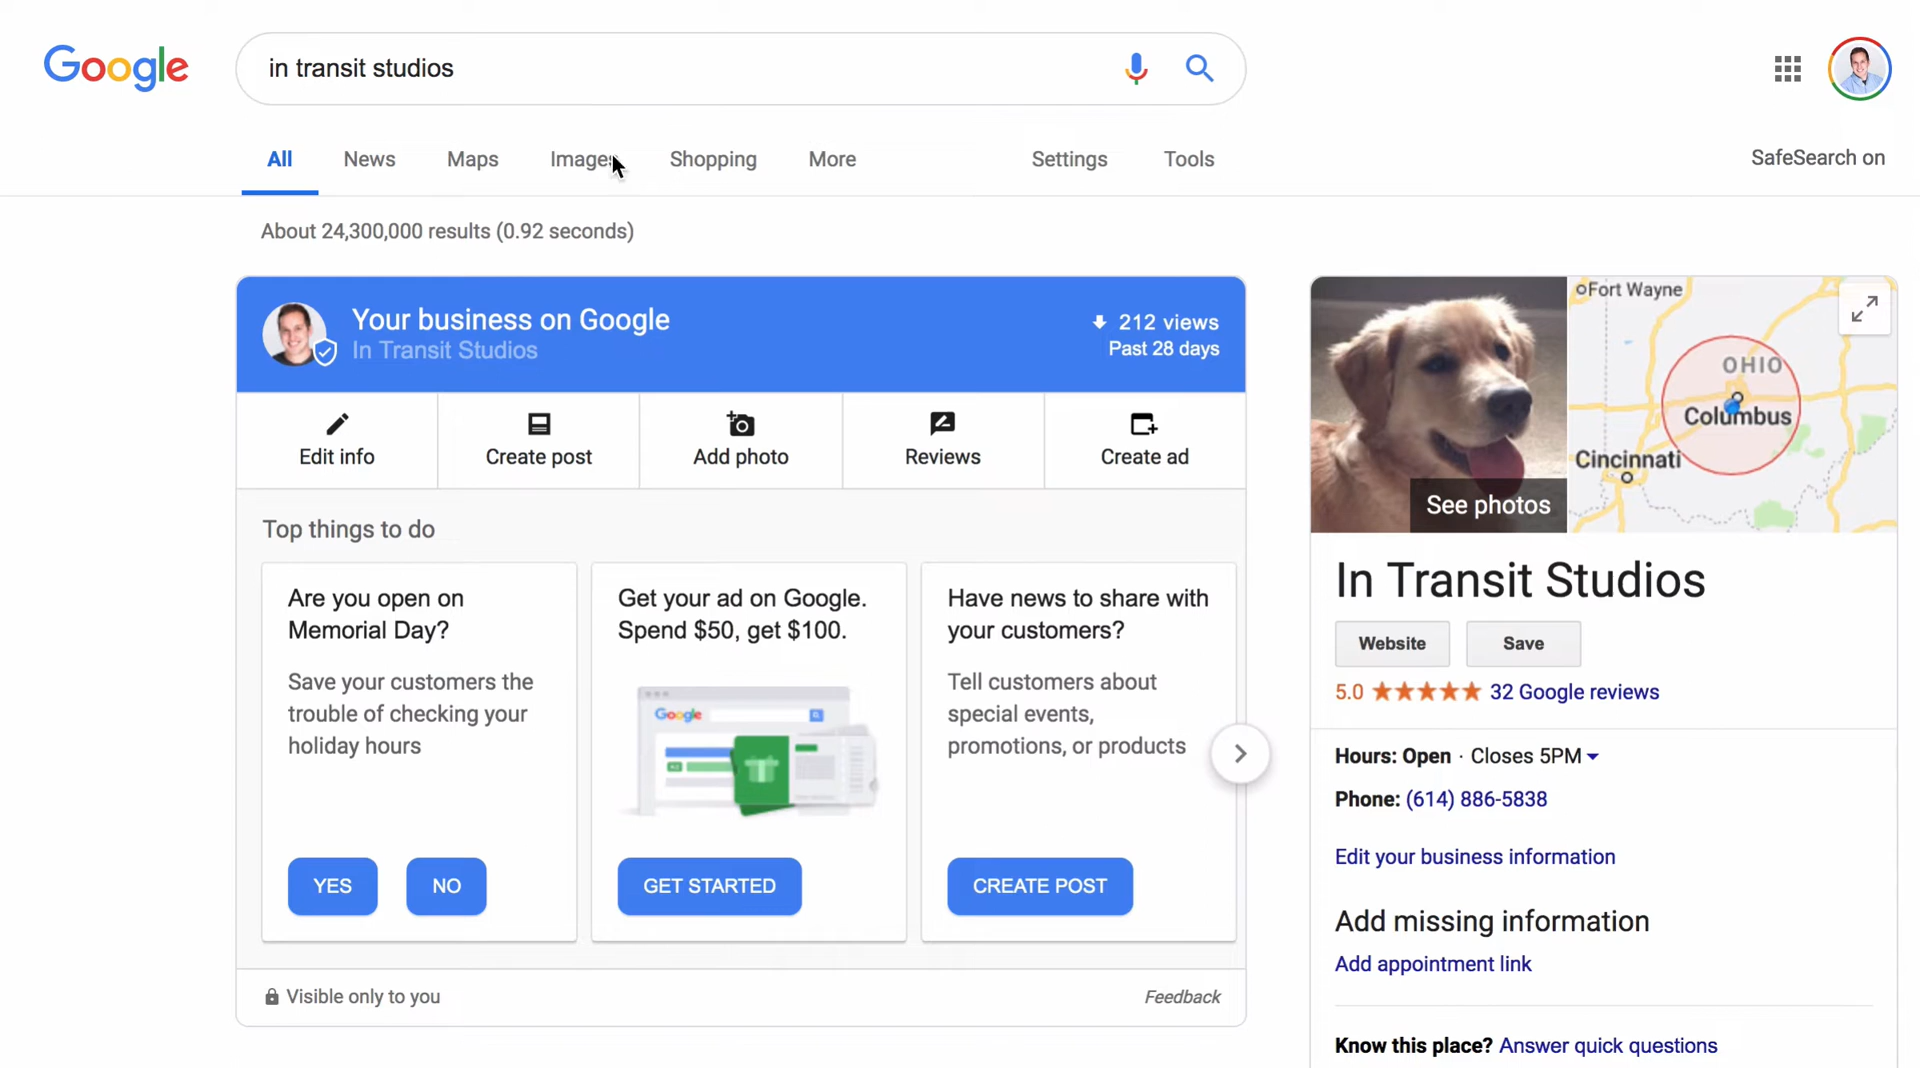 Google
in transit studios
All
News
Maps
Images
Shopping
More
Settings
Tools
SafeSearch on
About 24,300,000 results (0.92 seconds)
Your business on Google
In Transit Studios
212 views
Past 28 days
Edit info
Create post
Add photo
Reviews
Create ad
Top things to do
Are you open on
Memorial Day?
Save your customers the
trouble of checking your
holiday hours
YES
NO
Get your ad on Google.
Spend $50, get $100.
Google
GET STARTED
Have news to share with
your customers?
Tell customers about
special events,
promotions, or products
CREATE POST
Visible only to you
Feedback
See photos
Fort Wayne
OHIO
Columbus
Cincinnati
In Transit Studios
Website
Save
5.0
32 Google reviews
Hours: Open · Closes 5PM
Phone: (614) 886-5838
Edit your business information
Add missing information
Add appointment link
Know this place? Answer quick questions